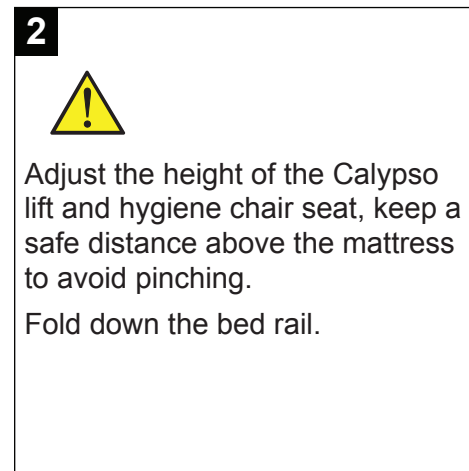 2
Adjust the height of the Calypso
lift and hygiene chair seat, keep a
safe distance above the mattress
to avoid pinching.
Fold down the bed rail.